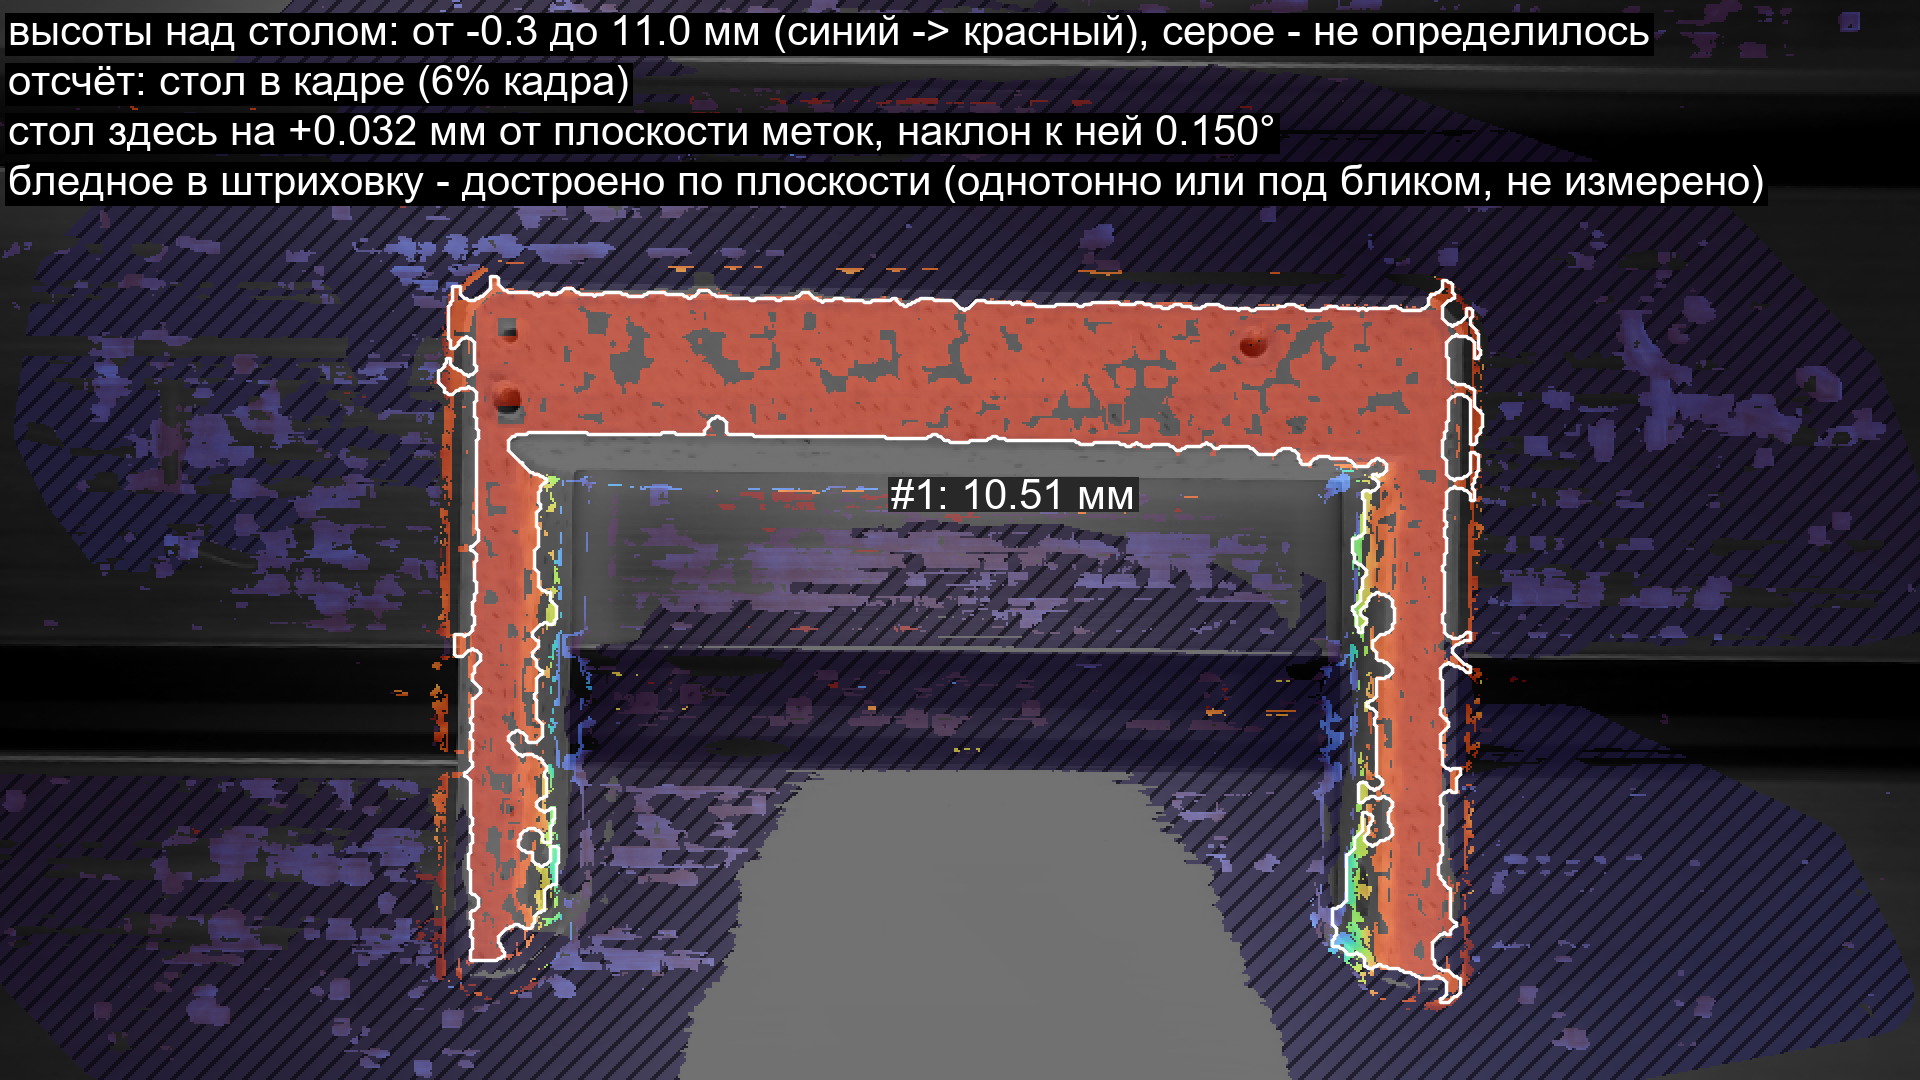 высоты над столом: от -0.3 до 11.0 мм (синий -> красный), серое - не определилось
отсчёт: стол в кадре (6% кадра)
стол здесь на +0.032 мм от плоскости меток, наклон к ней 0.150°
бледное в штриховку - достроено по плоскости (однотонно или под бликом, не измерено)
#1: 10.51 мм